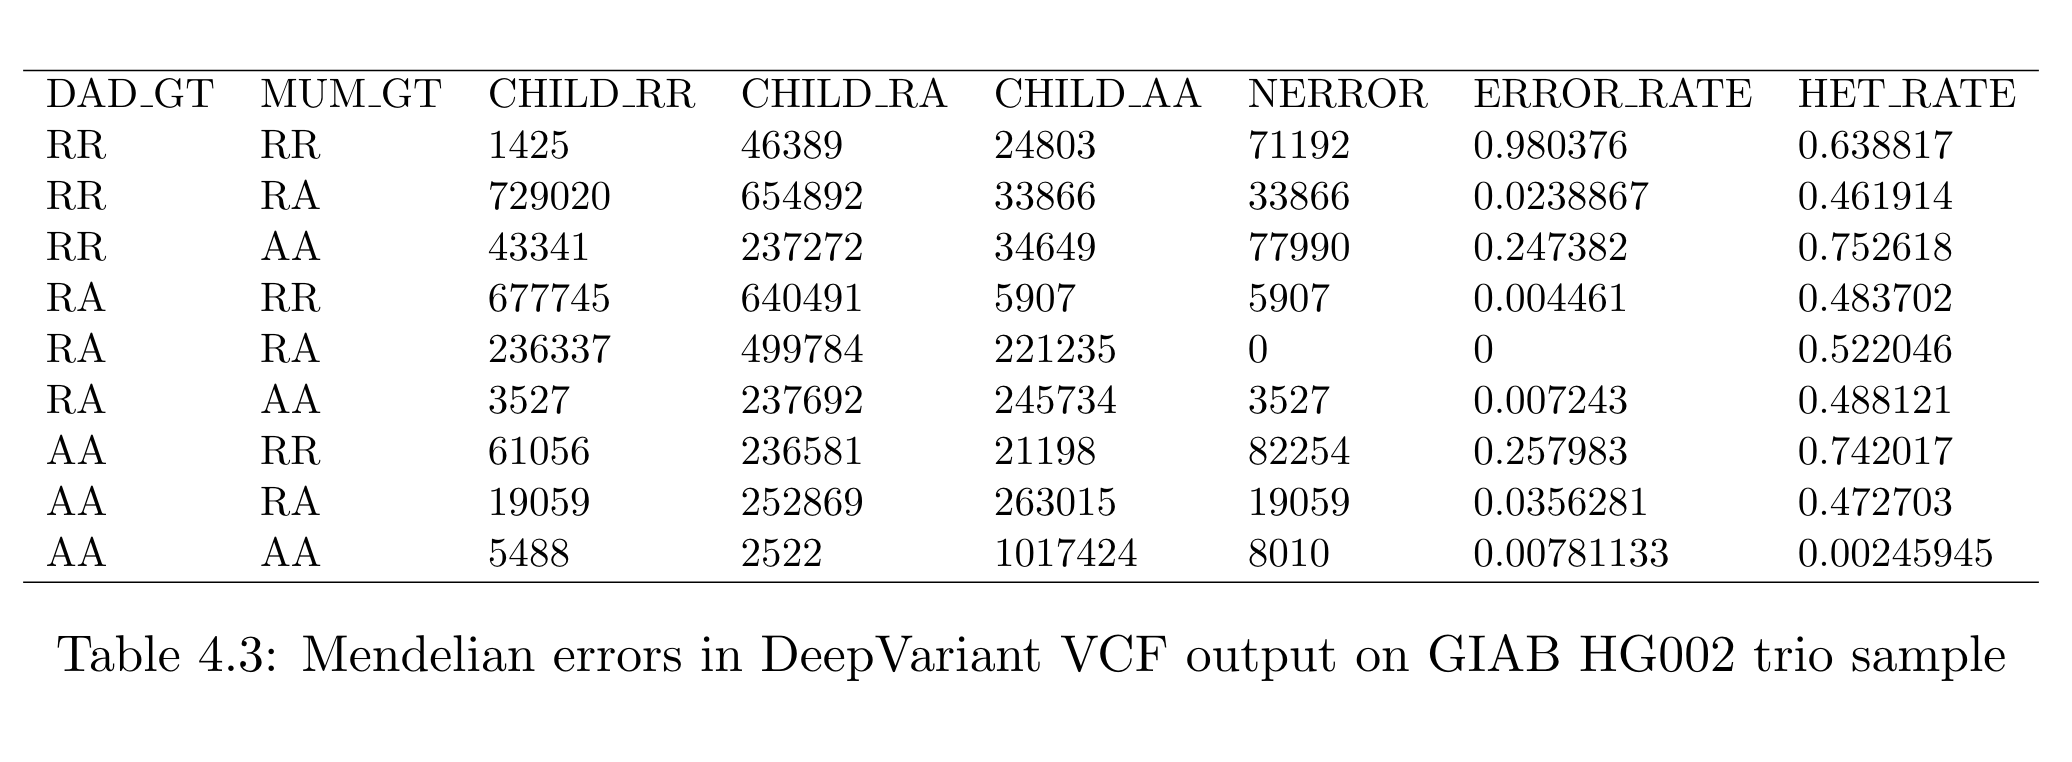 DAD_GT MUM_GT CHILD_RR CHILD_RA CHILD_AA NERROR ERROR_RATE HET_RATE
RR RR 1425 46389 24803 71192 0.980376 0.638817
RR RA 729020 654892 33866 33866 0.0238867 0.461914
RR AA 43341 237272 34649 77990 0.247382 0.752618
RA RR 677745 640491 5907 5907 0.004461 0.483702
RA RA 236337 499784 221235 0 0 0.522046
RA AA 3527 237692 245734 3527 0.007243 0.488121
AA RR 61056 236581 21198 82254 0.257983 0.742017
AA RA 19059 252869 263015 19059 0.0356281 0.472703
AA AA 5488 2522 1017424 8010 0.00781133 0.00245945
Table 4.3: Mendelian errors in DeepVariant VCF output on GIAB HG002 trio sample